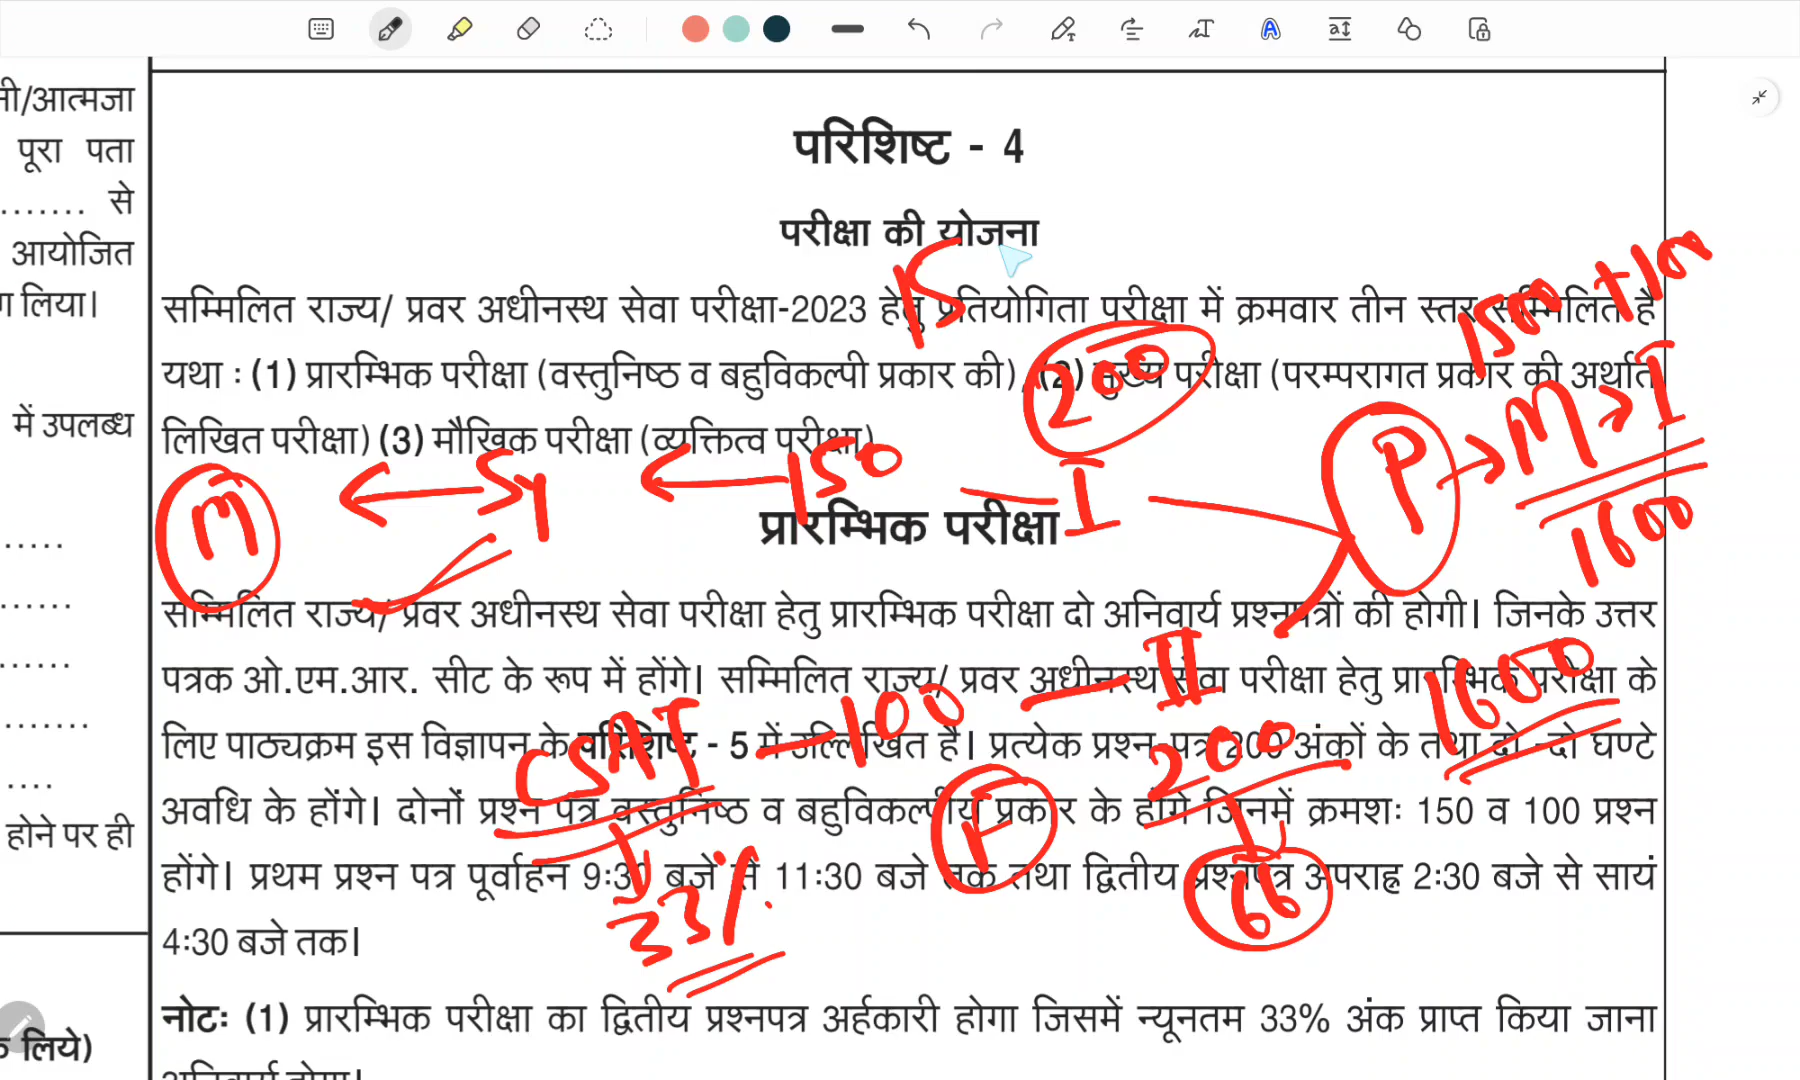 नी/आत्मजा
पूरा पता
........ से
आयोजित
ग लिया।
में उपलब्ध
.....
......
......
.......
....
होने पर ही
के लिये)
परिशिष्ट - 4
परीक्षा की योजना
सम्मिलित राज्य/ प्रवर अधीनस्थ सेवा परीक्षा-2023 हेतु प्रतियोगिता परीक्षा में क्रमवार तीन स्तर सम्मिलित है
यथा : (1) प्रारम्भिक परीक्षा (वस्तुनिष्ठ व बहुविकल्पी प्रकार की), (2) मुख्य परीक्षा (परम्परागत प्रकार की अर्थात
लिखित परीक्षा) (3) मौखिक परीक्षा (व्यक्तित्व परीक्षा)
प्रारम्भिक परीक्षा
सम्मिलित राज्य/ प्रवर अधीनस्थ सेवा परीक्षा हेतु प्रारम्भिक परीक्षा दो अनिवार्य प्रश्नपत्रों की होगी। जिनके उत्तर
पत्रक ओ.एम.आर. सीट के रूप में होंगे। सम्मिलित राज्य/ प्रवर अधीनस्थ सेवा परीक्षा हेतु प्रारम्भिक परीक्षा के
लिए पाठ्यक्रम इस विज्ञापन के परिशिष्ट - 5 में उल्लिखित है। प्रत्येक प्रश्न पत्र 200 अंकों के तथा दो -दो घण्टे
अवधि के होंगे। दोनों प्रश्न पत्र वस्तुनिष्ठ व बहुविकल्पीय प्रकार के होंगे जिनमें क्रमशः 150 व 100 प्रश्न
होंगे। प्रथम प्रश्न पत्र पूर्वाहन 9:30 बजे से 11:30 बजे तक तथा द्वितीय प्रश्नपत्र अपराह्न 2:30 बजे से सायं
4:30 बजे तक।
नोटः (1) प्रारम्भिक परीक्षा का द्वितीय प्रश्नपत्र अर्हकारी होगा जिसमें न्यूनतम 33% अंक प्राप्त किया जाना
अनिवार्य होगा।
1500 +100
200
P → M > I
1600
150
I
M
II
1600
CSAT - 100
200
F
66
33%